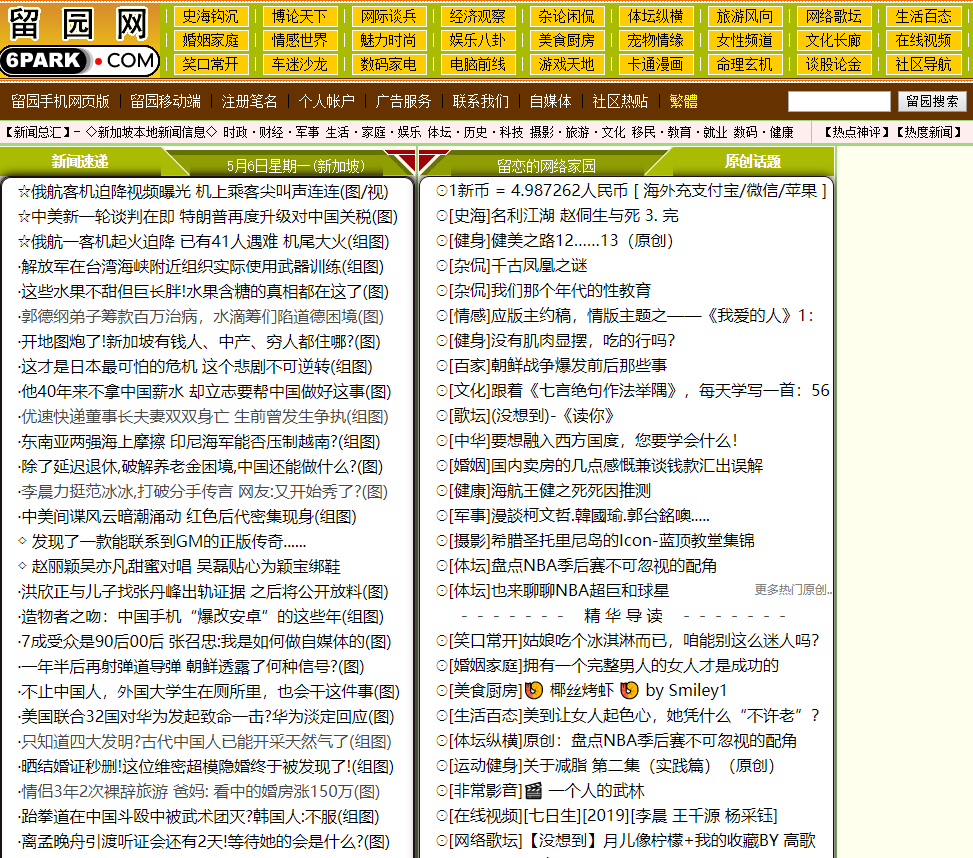 留园网
6PARK.COM
史海钩沉 博论天下 网际谈兵 经济观察 杂论闲侃 体坛纵横 旅游风向 网络歌坛 生活百态
婚姻家庭 情感世界 魅力时尚 娱乐八卦 美食厨房 宠物情缘 女性频道 文化长廊 在线视频
笑口常开 车迷沙龙 数码家电 电脑前线 游戏天地 卡通漫画 命理玄机 谈股论金 社区导航
留园手机网页版 留园移动端 注册笔名 个人帐户 广告服务 联系我们 自媒体 社区热贴 繁體 留园搜索
【新闻总汇】- ◇新加坡本地新闻信息◇ 时政·财经·军事 生活·家庭·娱乐 体坛·历史·科技 摄影·旅游·文化 移民·教育·就业 数码·健康 【热点神评】【热度新闻】
新闻速递 5月6日星期一(新加坡) 留恋的网络家园 原创话题
☆俄航客机迫降视频曝光 机上乘客尖叫声连连(图/视)
☆中美新一轮谈判在即 特朗普再度升级对中国关税(图)
☆俄航一客机起火迫降 已有41人遇难 机尾大火(组图)
·解放军在台湾海峡附近组织实际使用武器训练(组图)
·这些水果不甜但巨长胖!水果含糖的真相都在这了(图)
·郭德纲弟子筹款百万治病，水滴筹们陷道德困境(图)
·开地图炮了!新加坡有钱人、中产、穷人都住哪?(图)
·这才是日本最可怕的危机 这个悲剧不可逆转(组图)
·他40年来不拿中国薪水 却立志要帮中国做好这事(图)
·优速快递董事长夫妻双双身亡 生前曾发生争执(组图)
·东南亚两强海上摩擦 印尼海军能否压制越南?(组图)
·除了延迟退休,破解养老金困境,中国还能做什么?(图)
·李晨力挺范冰冰,打破分手传言 网友:又开始秀了?(图)
·中美间谍风云暗潮涌动 红色后代密集现身(组图)
◇ 发现了一款能联系到GM的正版传奇......
◇ 赵丽颖吴亦凡甜蜜对唱 吴磊贴心为颖宝绑鞋
·洪欣正与儿子找张丹峰出轨证据 之后将公开放料(图)
·造物者之吻：中国手机“爆改安卓”的这些年(组图)
·7成受众是90后00后 张召忠:我是如何做自媒体的(图)
·一年半后再射弹道导弹 朝鲜透露了何种信号?(图)
·不止中国人，外国大学生在厕所里，也会干这件事(图)
·美国联合32国对华为发起致命一击?华为淡定回应(图)
·只知道四大发明?古代中国人已能开采天然气了(组图)
·晒结婚证秒删!这位维密超模隐婚终于被发现了!(组图)
·情侣3年2次裸辞旅游 爸妈: 看中的婚房涨150万(图)
·跆拳道在中国斗殴中被武术团灭?韩国人:不服(组图)
·离孟晚舟引渡听证会还有2天!等待她的会是什么?(图)
⊙1新币 = 4.987262人民币 [ 海外充支付宝/微信/苹果 ]
⊙[史海]名利江湖 赵侗生与死 3. 完
⊙[健身]健美之路12......13（原创）
⊙[杂侃]千古凤凰之谜
⊙[杂侃]我们那个年代的性教育
⊙[情感]应版主约稿，情版主题之——《我爱的人》1：
⊙[健身]没有肌肉显摆，吃的行吗？
⊙[百家]朝鲜战争爆发前后那些事
⊙[文化]跟着《七言绝句作法举隅》，每天学写一首：56
⊙[歌坛](没想到)-《读你》
⊙[中华]要想融入西方国度，您要学会什么！
⊙[婚姻]国内卖房的几点感慨兼谈钱款汇出误解
⊙[健康]海航王健之死死因推测
⊙[军事]漫談柯文哲.韓國瑜.郭台銘噢.....
⊙[摄影]希腊圣托里尼岛的Icon-蓝顶教堂集锦
⊙[体坛]盘点NBA季后赛不可忽视的配角
⊙[体坛]也来聊聊NBA超巨和球星 更多热门原创..
- - - - - - - 精 华 导 读 - - - - - - -
⊙[笑口常开]姑娘吃个冰淇淋而已，咱能别这么迷人吗？
⊙[婚姻家庭]拥有一个完整男人的女人才是成功的
⊙[美食厨房] 椰丝烤虾 by Smiley1
⊙[生活百态]美到让女人起色心，她凭什么“不许老”？
⊙[体坛纵横]原创：盘点NBA季后赛不可忽视的配角
⊙[运动健身]关于减脂 第二集（实践篇）（原创）
⊙[非常影音]🎬 一个人的武林
⊙[在线视频][七日生][2019][李晨 王千源 杨采钰]
⊙[网络歌坛]【没想到】月儿像柠檬+我的收藏BY 高歌